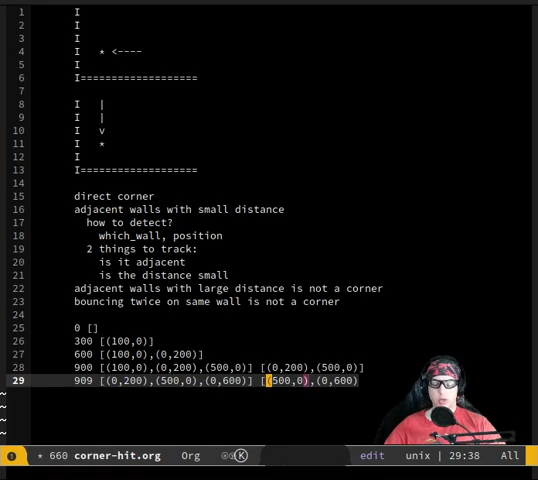 1 I
2 I
3 I
4 I * <----
5 I
6 I===================
7
8 I |
9 I |
10 I v
11 I *
12 I
13 I===================
14
15 direct corner
16 adjacent walls with small distance
17 how to detect?
18 which_wall, position
19 2 things to track:
20 is it adjacent
21 is the distance small
22 adjacent walls with large distance is not a corner
23 bouncing twice on same wall is not a corner
24
25 0 []
26 300 [(100,0)]
27 600 [(100,0),(0,200)]
28 900 [(100,0),(0,200),(500,0)] [(0,200),(500,0)]
29 909 [(0,200),(500,0),(0,600)] [(500,0),(0,600)
~
~
~
~
* 660 corner-hit.org Org K edit unix | 29:38 All